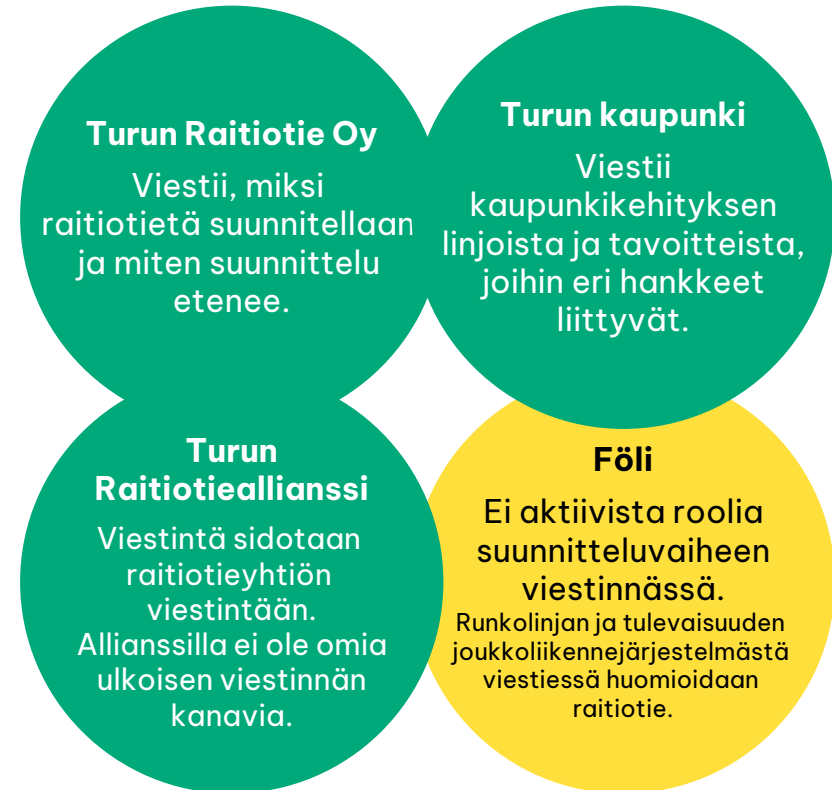 Turun Raitiotie Oy
Viestii, miksi
raitiotietä suunnitellaan
ja miten suunnittelu
etenee.
Turun kaupunki
Viestii
kaupunkikehityksen
linjoista ja tavoitteista,
joihin eri hankkeet
liittyvät.
Turun
Raitiotieallianssi
Viestintä sidotaan
raitiotieyhtiön
viestintään.
Allianssilla ei ole omia
ulkoisen viestinnän
kanavia.
Föli
Ei aktiivista roolia
suunnitteluvaiheen
viestinnässä.
Runkolinjan ja tulevaisuuden
joukkoliikennejärjestelmästä
viestiessä huomioidaan
raitiotie.